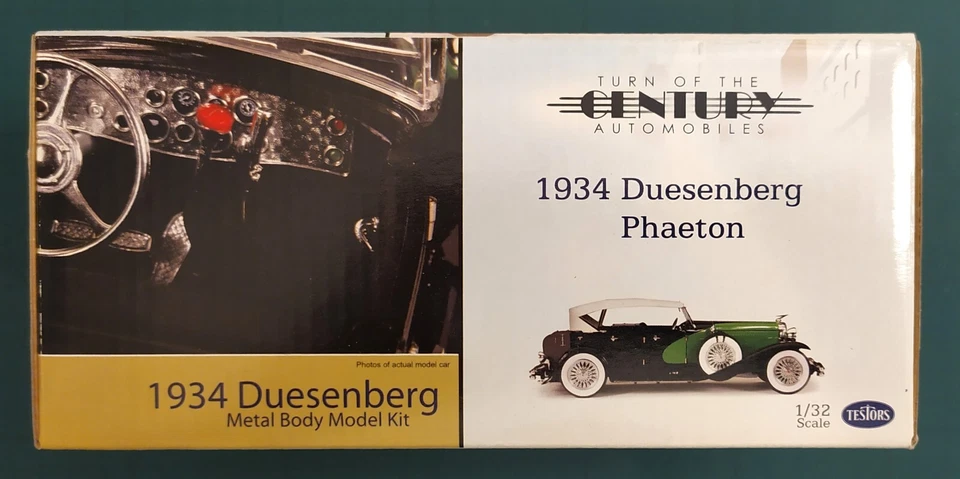 Photos of actual model car
1934 Duesenberg
Metal Body Model Kit
TURN OF THE
CENTURY
AUTOMOBILES
1934 Duesenberg
Phaeton
1/32
Scale
TESTORS